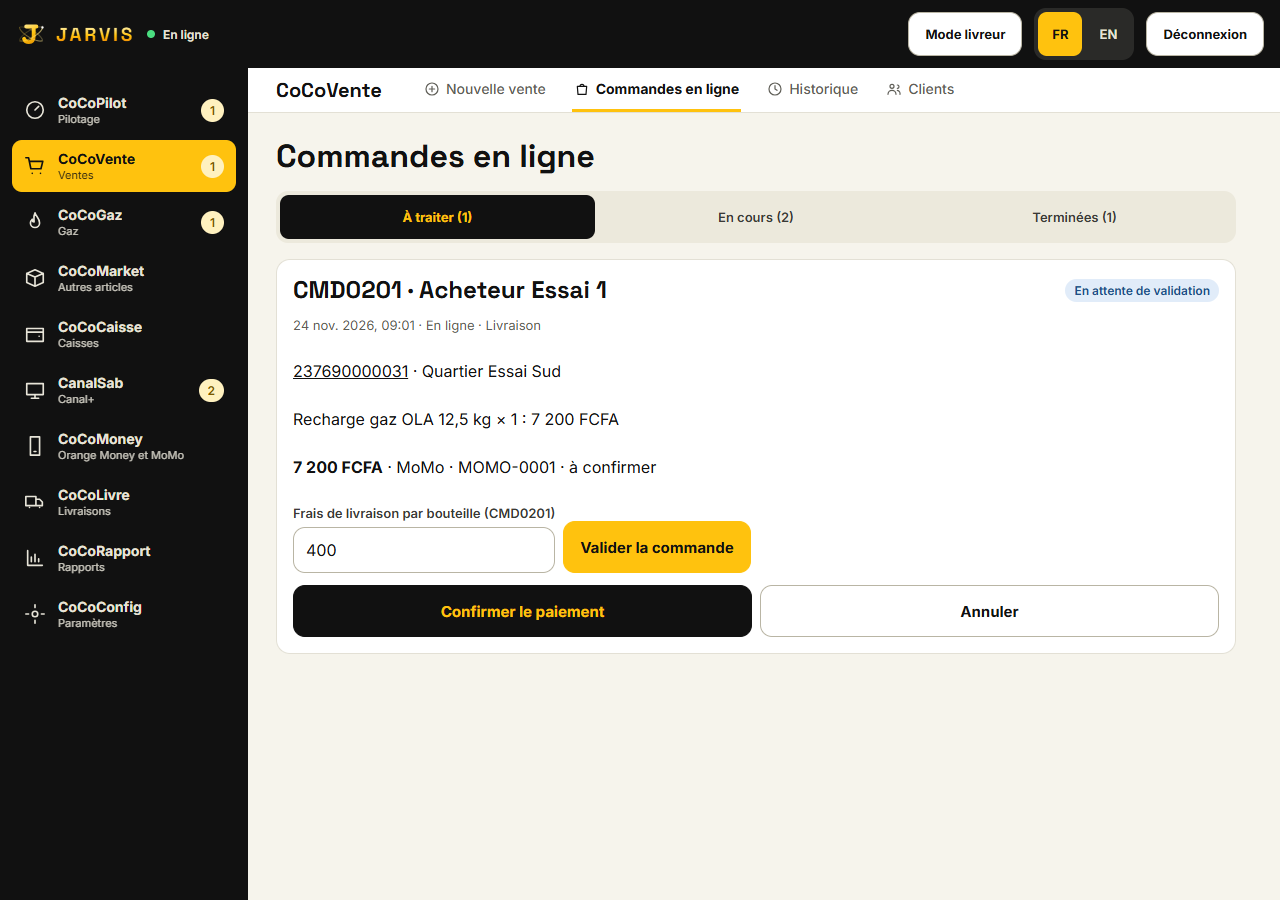 JARVIS
En ligne
Mode livreur
FR
EN
Déconnexion
CoCoPilot
Pilotage
1
CoCoVente
Ventes
1
CoCoGaz
Gaz
1
CoCoMarket
Autres articles
CoCoCaisse
Caisses
CanalSab
Canal+
2
CoCoMoney
Orange Money et MoMo
CoCoLivre
Livraisons
CoCoRapport
Rapports
CoCoConfig
Paramètres
CoCoVente
Nouvelle vente
Commandes en ligne
Historique
Clients
Commandes en ligne
À traiter (1)
En cours (2)
Terminées (1)
CMD0201 · Acheteur Essai 1
En attente de validation
24 nov. 2026, 09:01 · En ligne · Livraison
237690000031 · Quartier Essai Sud
Recharge gaz OLA 12,5 kg × 1 : 7 200 FCFA
7 200 FCFA · MoMo · MOMO-0001 · à confirmer
Frais de livraison par bouteille (CMD0201)
400
Valider la commande
Confirmer le paiement
Annuler